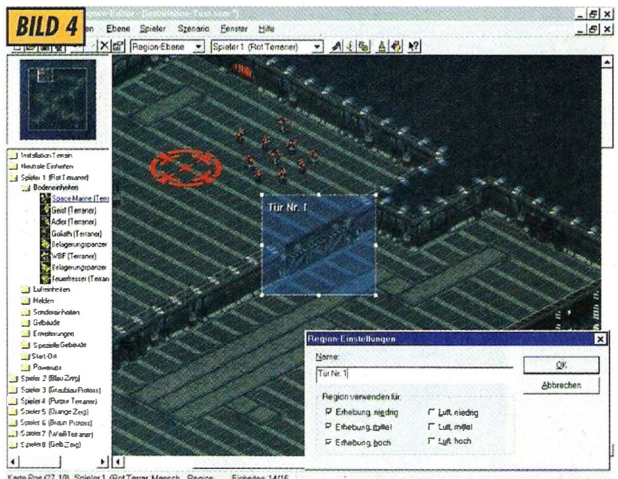 BILD 4
Ebene Spieler Szenario Fenster Hilfe
Region-Ebene Spieler 1 (Rot Terraner)
Installation Terrain
Neutrale Einheiten
Spieler 1 (Rot Terraner)
Bodeneinheiten
Space Marine (Terr
Geist (Terraner)
Adler (Terraner)
Goliath (Terraner)
Belagerungspanzer
WBF (Terraner)
Belagerungspanzer
Feuerfresser (Terran
Lufteinheiten
Helden
Sondereinheiten
Gebäude
Erweiterungen
Spezielle Gebäude
Start-Ort
Powerups
Spieler 2 (Blau Zerg)
Spieler 3 (Graublau Protoss)
Spieler 4 (Purpur Terraner)
Spieler 5 (Orange Zerg)
Spieler 6 (Braun Protoss)
Spieler 7 (Weiß Terraner)
Spieler 8 (Gelb Zerg)
Tür Nr. 1
Region-Einstellungen
Name:
Tür Nr. 1
OK
Abbrechen
Region verwenden für:
Erhebung, niedrig Luft, niedrig
Erhebung, mittel Luft, mittel
Erhebung, hoch Luft, hoch
Karte Pos (27,10) Spieler 1 Region Einheiten 14/16